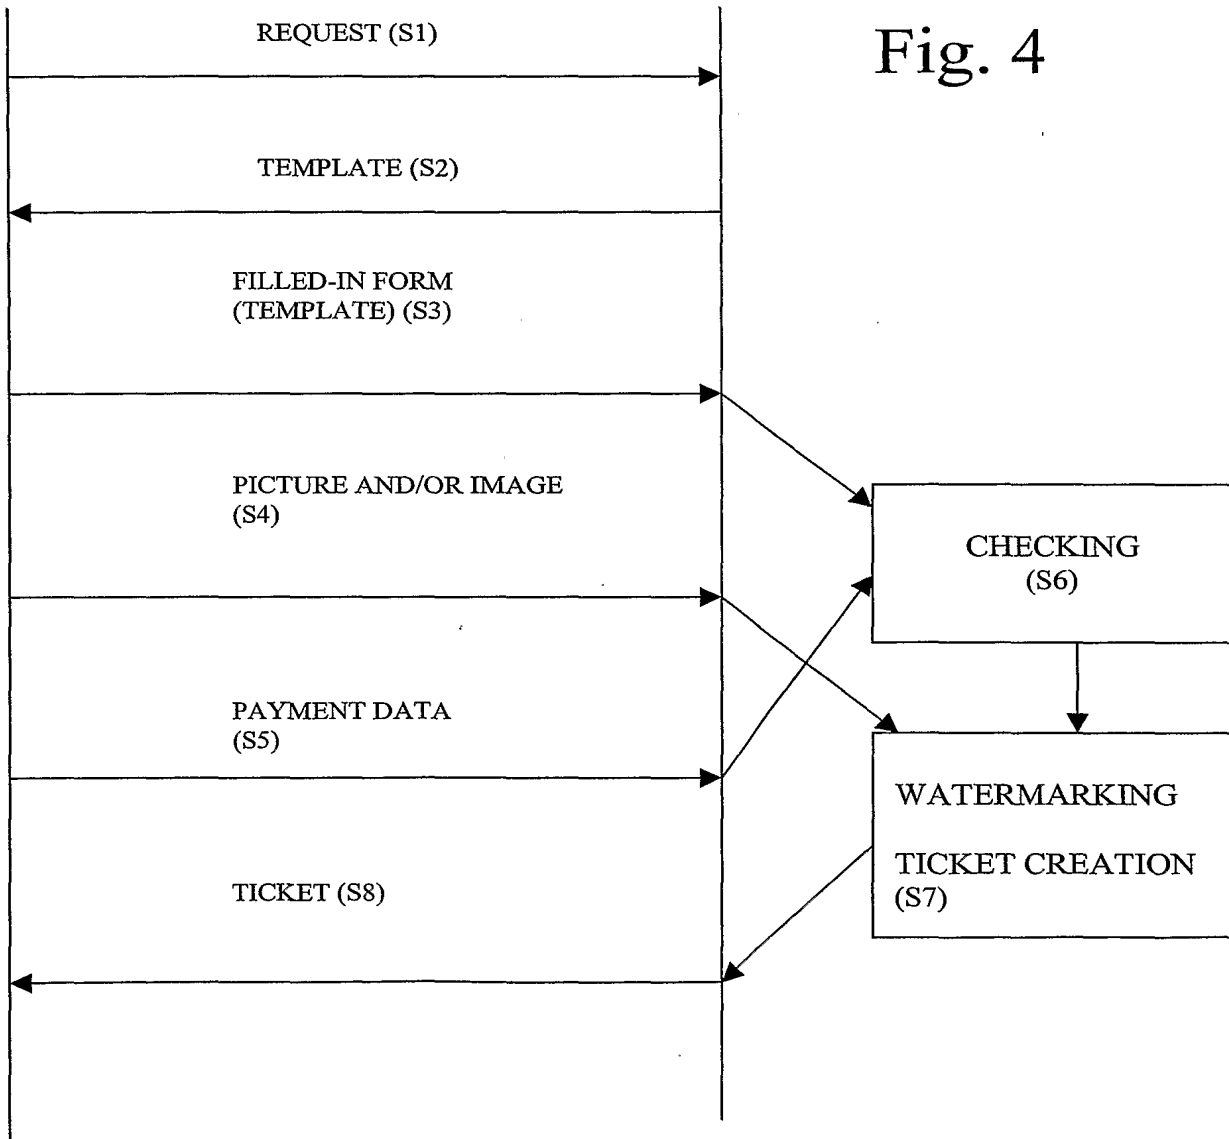 Fig. 4
REQUEST (S1)
TEMPLATE (S2)
FILLED-IN FORM
(TEMPLATE) (S3)
PICTURE AND/OR IMAGE
(S4)
CHECKING
(S6)
PAYMENT DATA
(S5)
WATERMARKING
TICKET CREATION
(S7)
TICKET (S8)